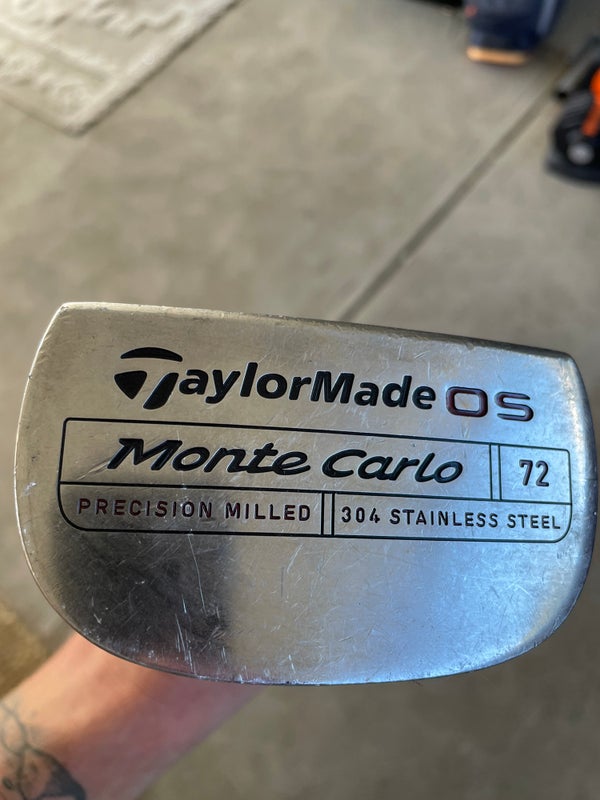 TaylorMade OS
Monte Carlo 72
PRECISION MILLED 304 STAINLESS STEEL